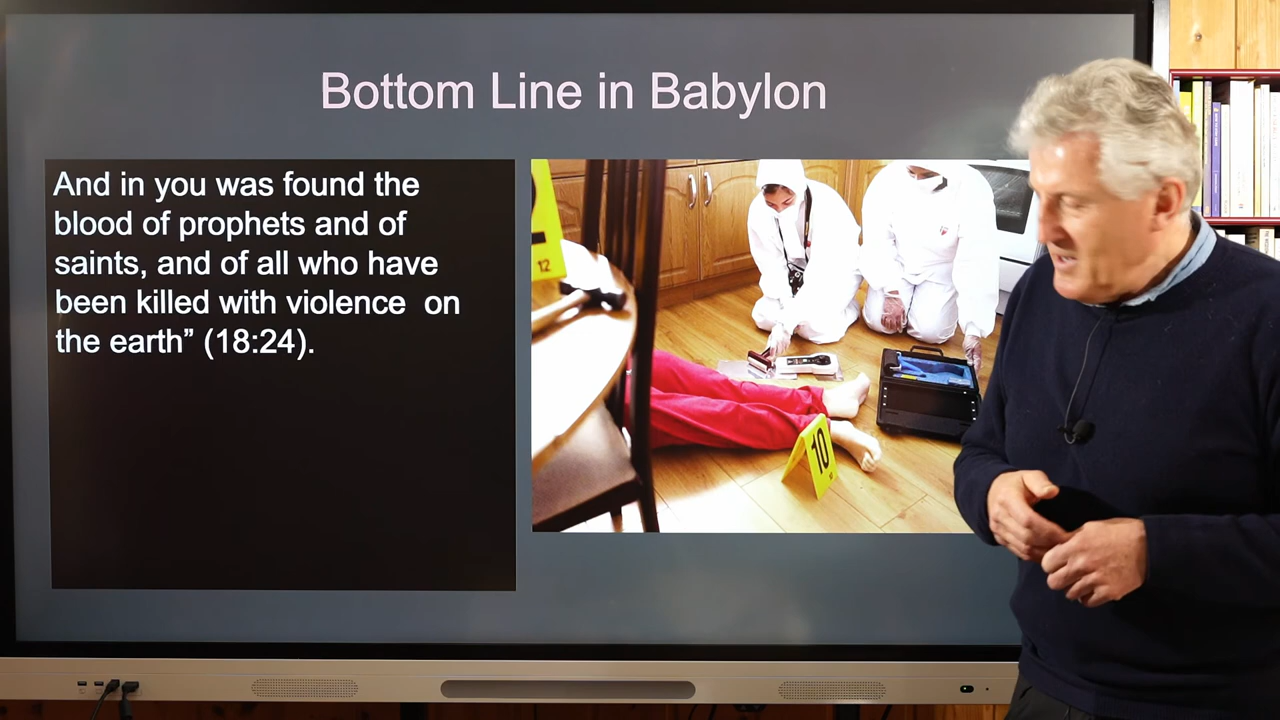 Bottom Line in Babylon
And in you was found the
blood of prophets and of
saints, and of all who have
been killed with violence on
the earth” (18:24).
12
10